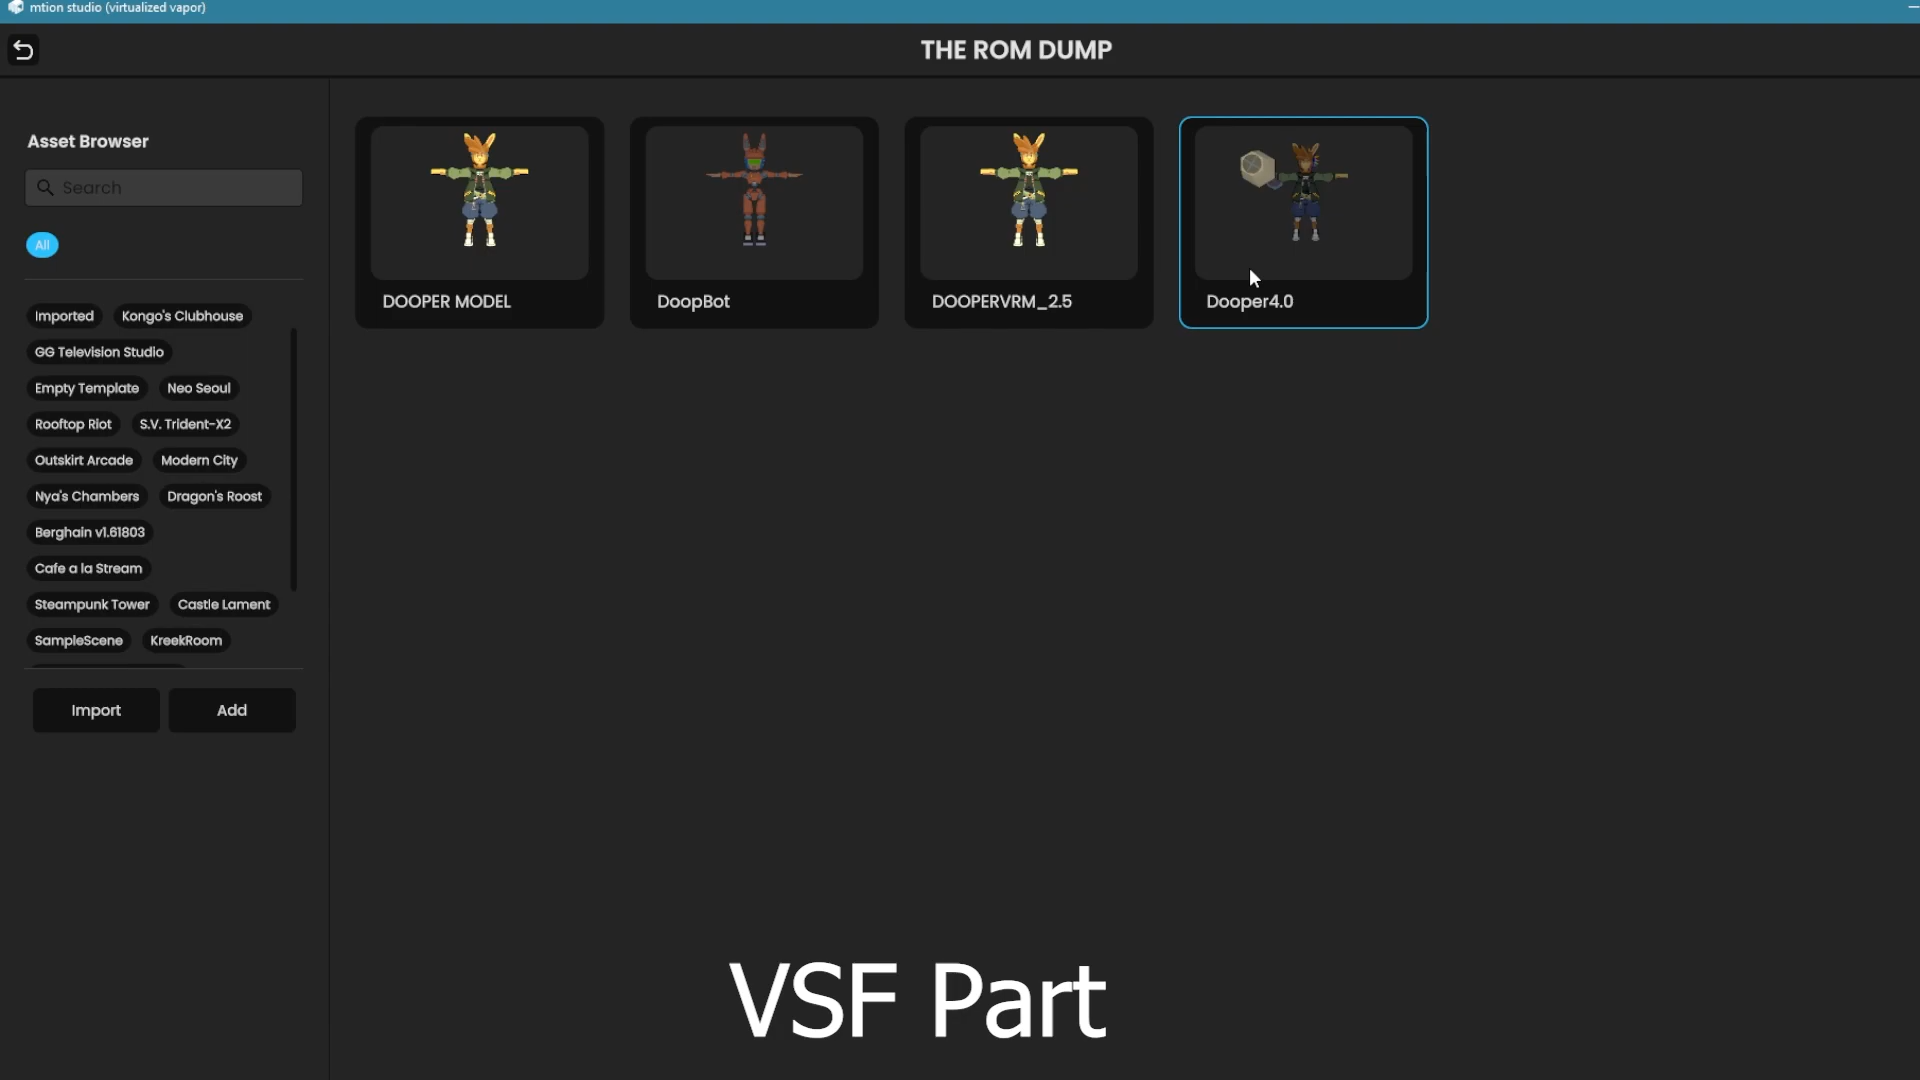 mtion studio (virtualized vapor)
THE ROM DUMP
Asset Browser
Search
All
Imported Kongo's Clubhouse
GG Television Studio
Empty Template Neo Seoul
Rooftop Riot S.V. Trident-X2
Outskirt Arcade Modern City
Nya's Chambers Dragon's Roost
Berghain v1.61803
Cafe a la Stream
Steampunk Tower Castle Lament
SampleScene KreekRoom
Import Add
DOOPER MODEL
DoopBot
DOOPERVRM_2.5
Dooper4.0
VSF Part